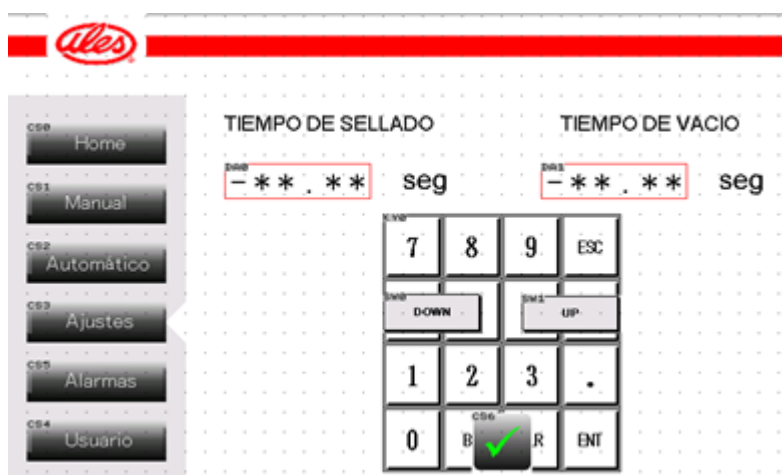 ales
TIEMPO DE SELLADO
TIEMPO DE VACIO
CS0
Home
DA0
-**.**
seg
DA1
-**.**
seg
CS1
Manual
KY0
7 8 9 ESC
CS2
Automático
SW0
DOWN
SW1
UP
CS3
Ajustes
CS5
Alarmas
1 2 3 .
CS4
Usuario
CS6
0 B R ENT